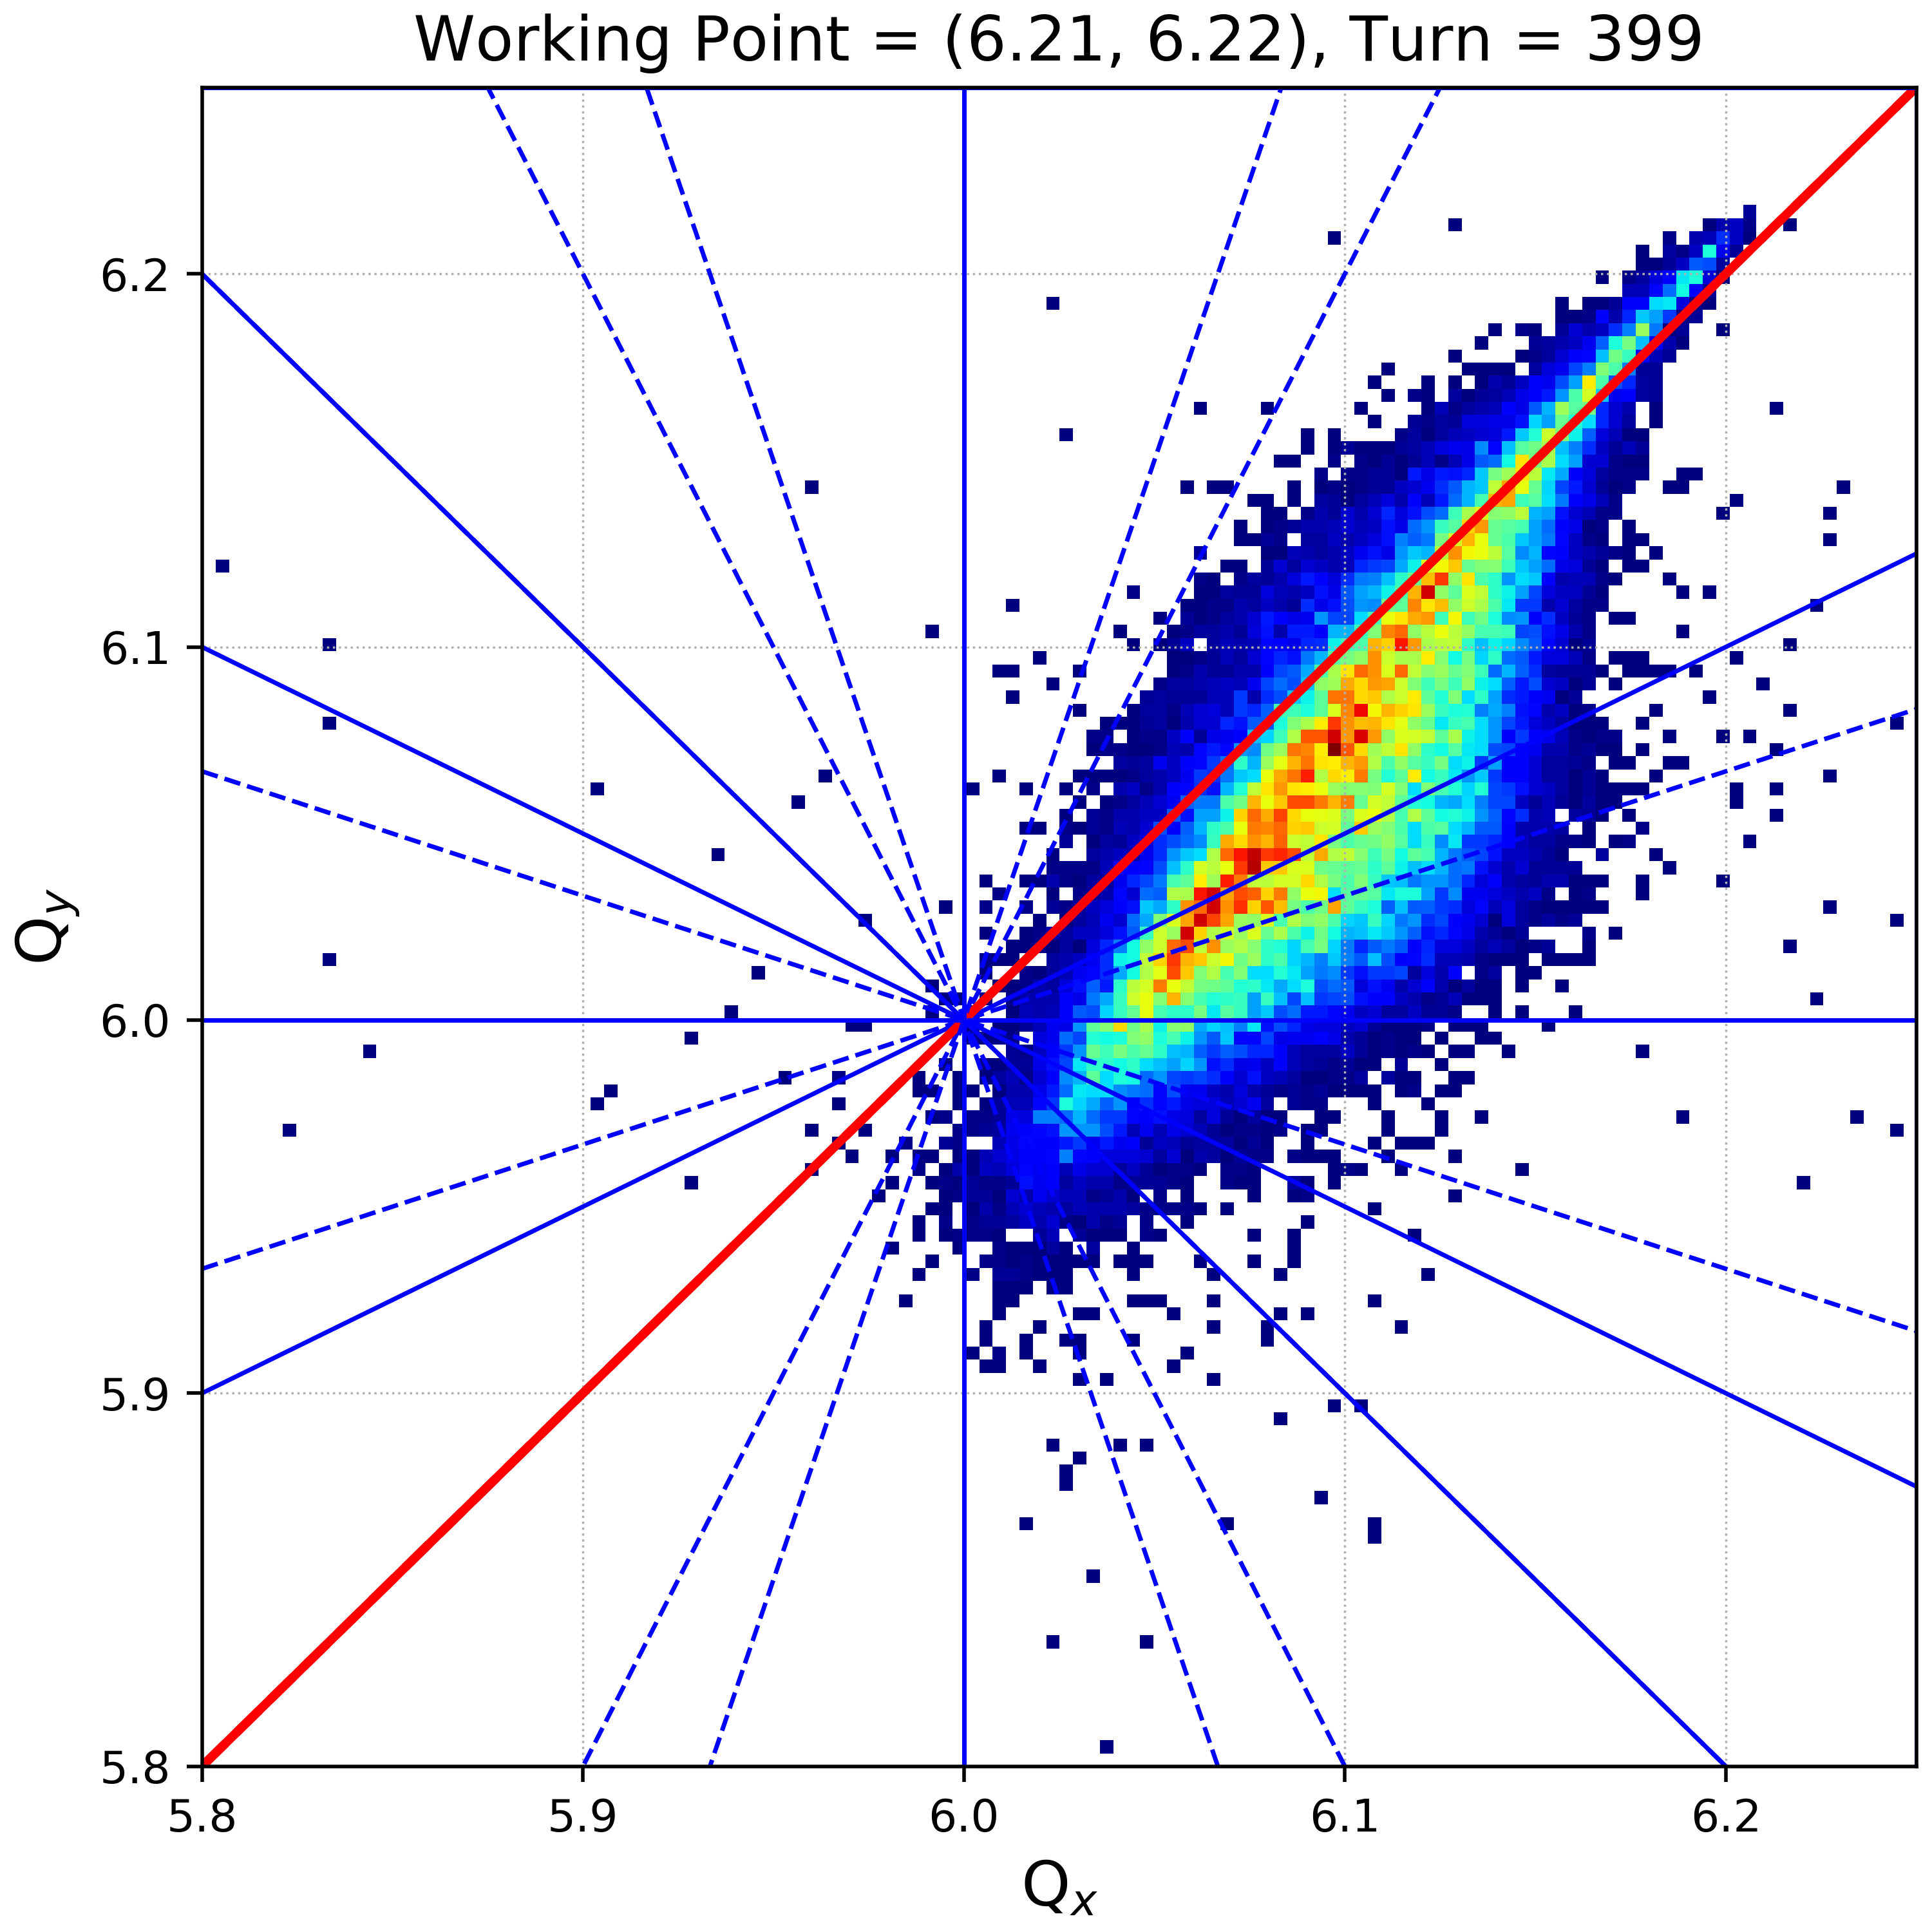 Working Point = (6.21, 6.22), Turn = 399
6.2
6.1
6.0
5.9
5.8
Qy
5.8 5.9 6.0 6.1 6.2
Qx